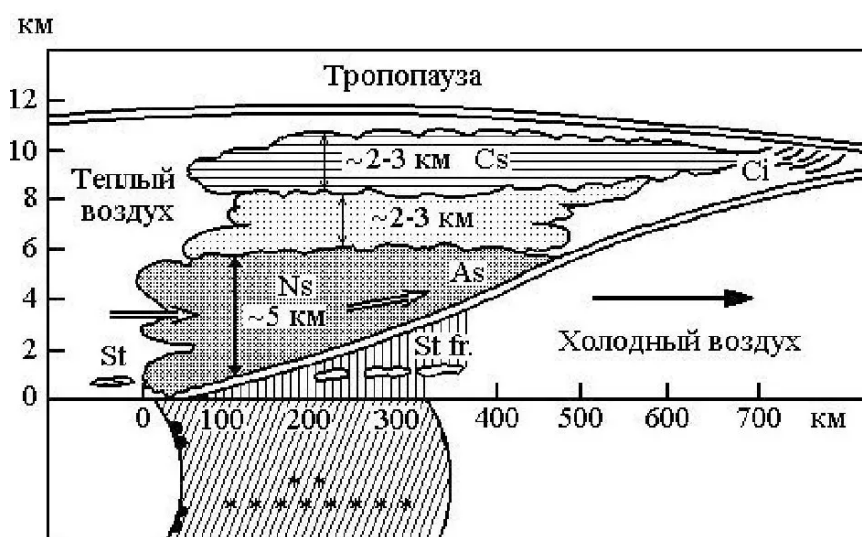 км
Тропопауза
12
10
8
6
4
2
0
Теплый
воздух
~2-3 км Cs
Ci
~2-3 км
Ns
As
~5 км
St
St fr.
Холодный воздух
0 100 200 300 400 500 600 700 км